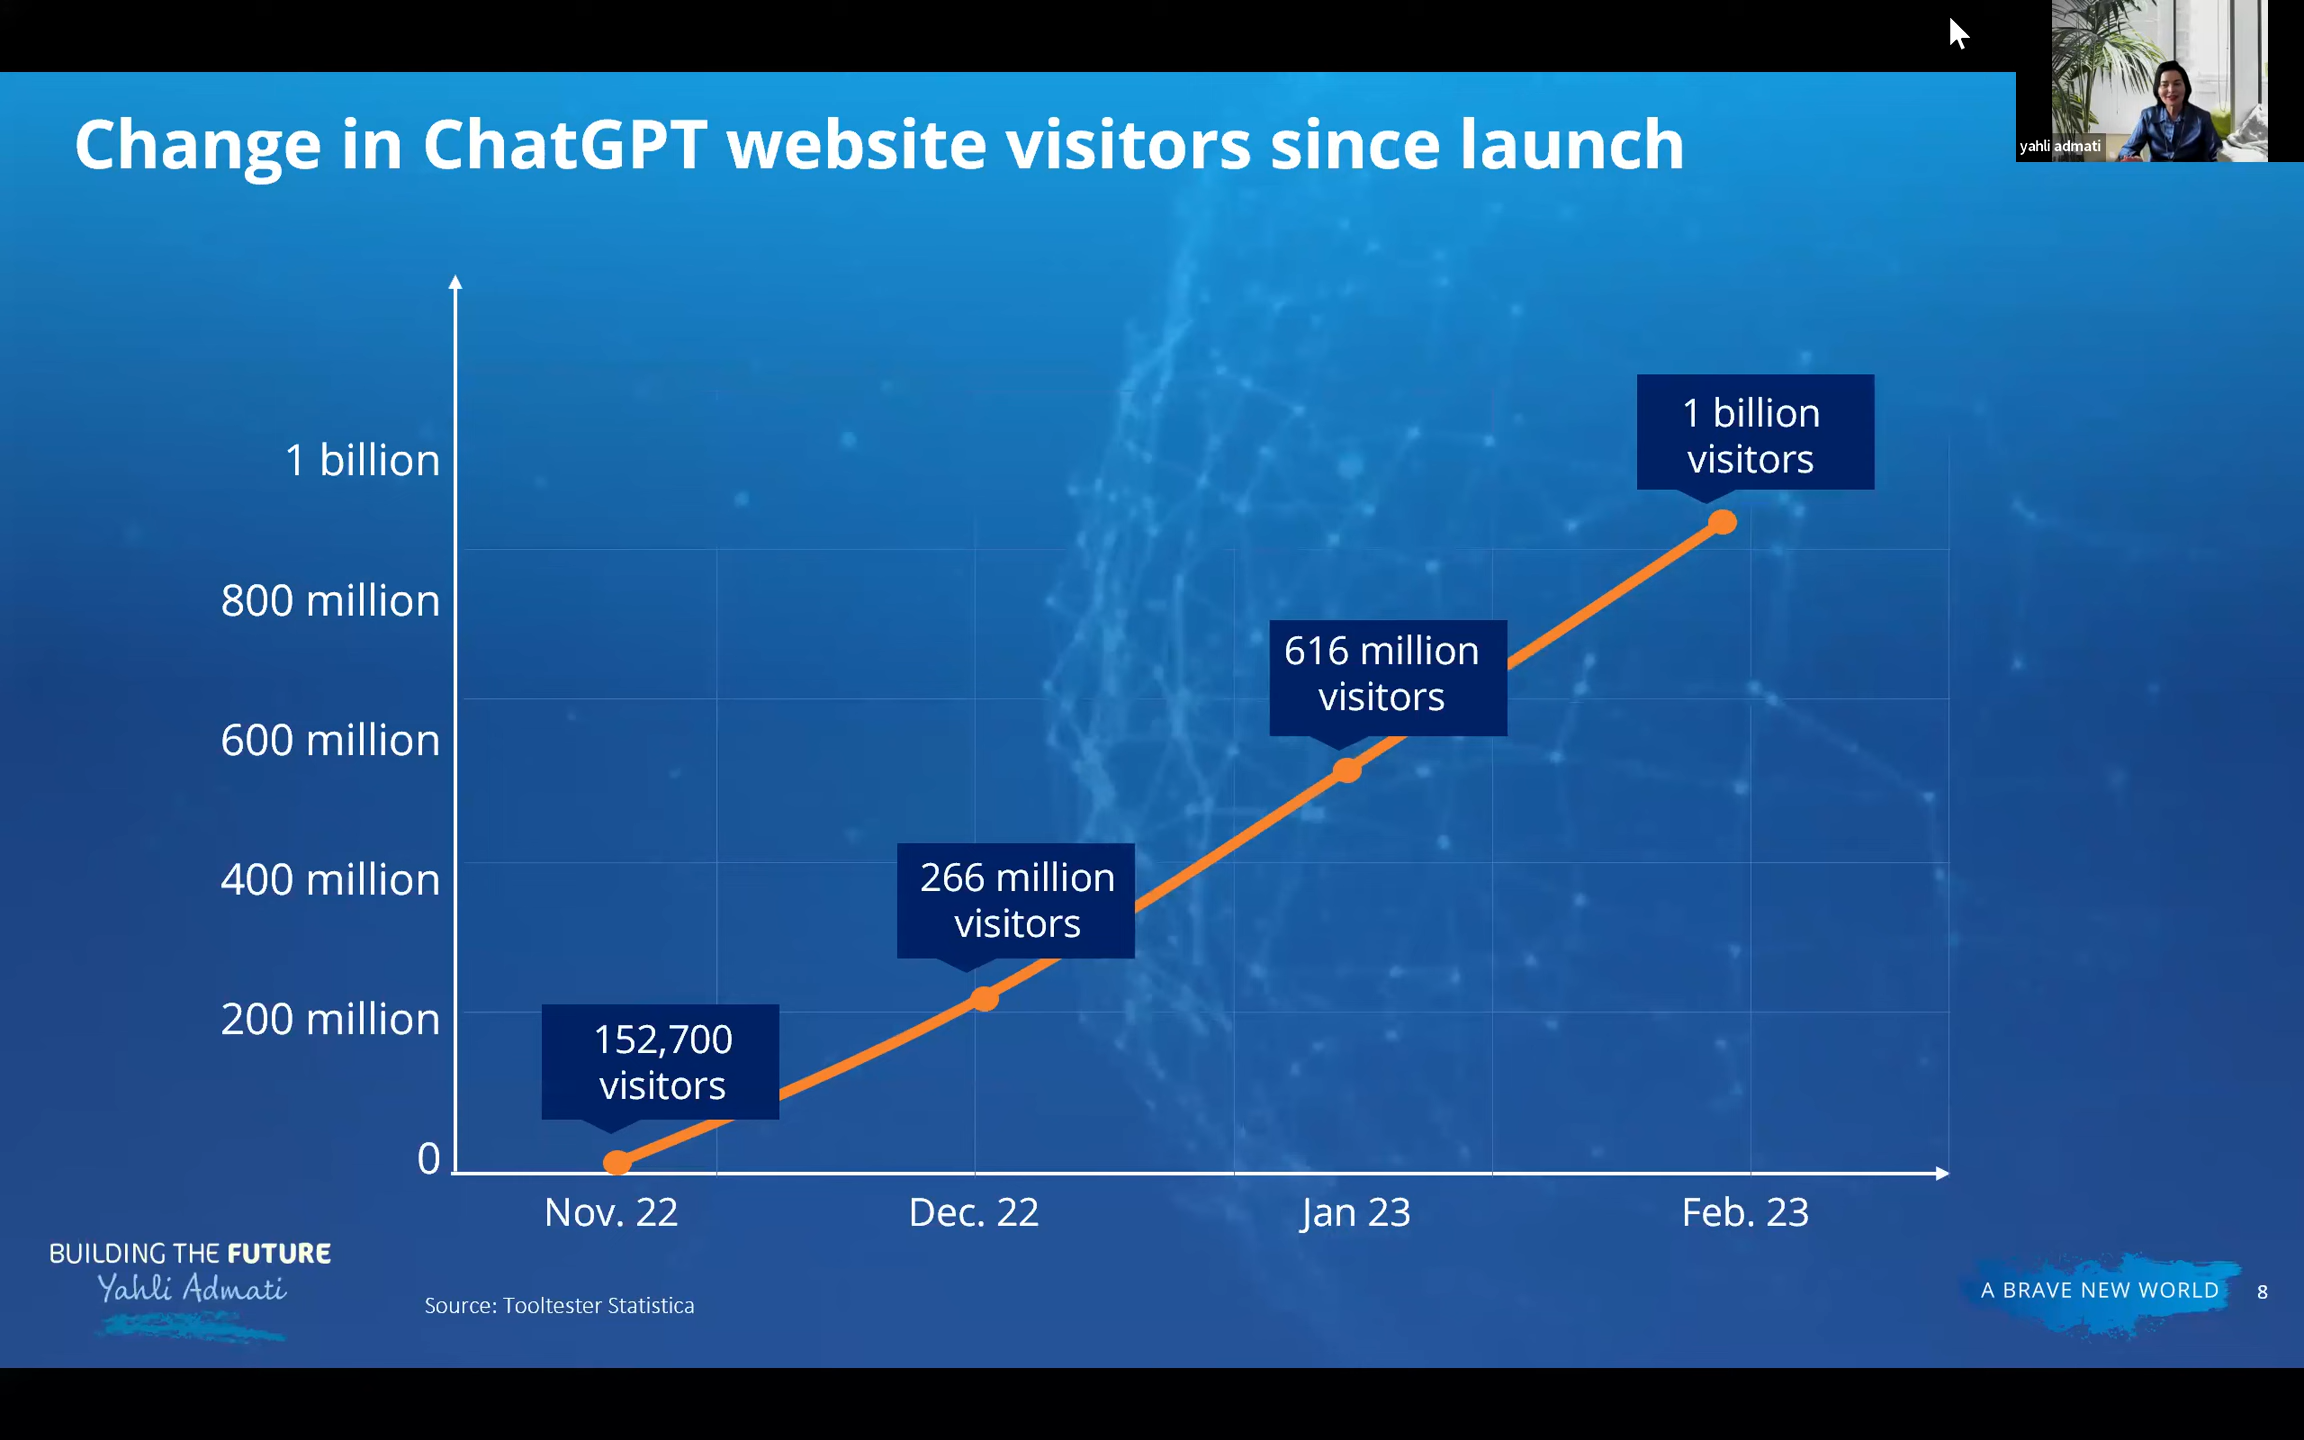 Change in ChatGPT website visitors since launch
yahli admati
1 billion
800 million
600 million
400 million
200 million
0
152,700
visitors
266 million
visitors
616 million
visitors
1 billion
visitors
Nov. 22
Dec. 22
Jan 23
Feb. 23
BUILDING THE FUTURE
Yahli Admati
Source: Tooltester Statistica
A BRAVE NEW WORLD
8